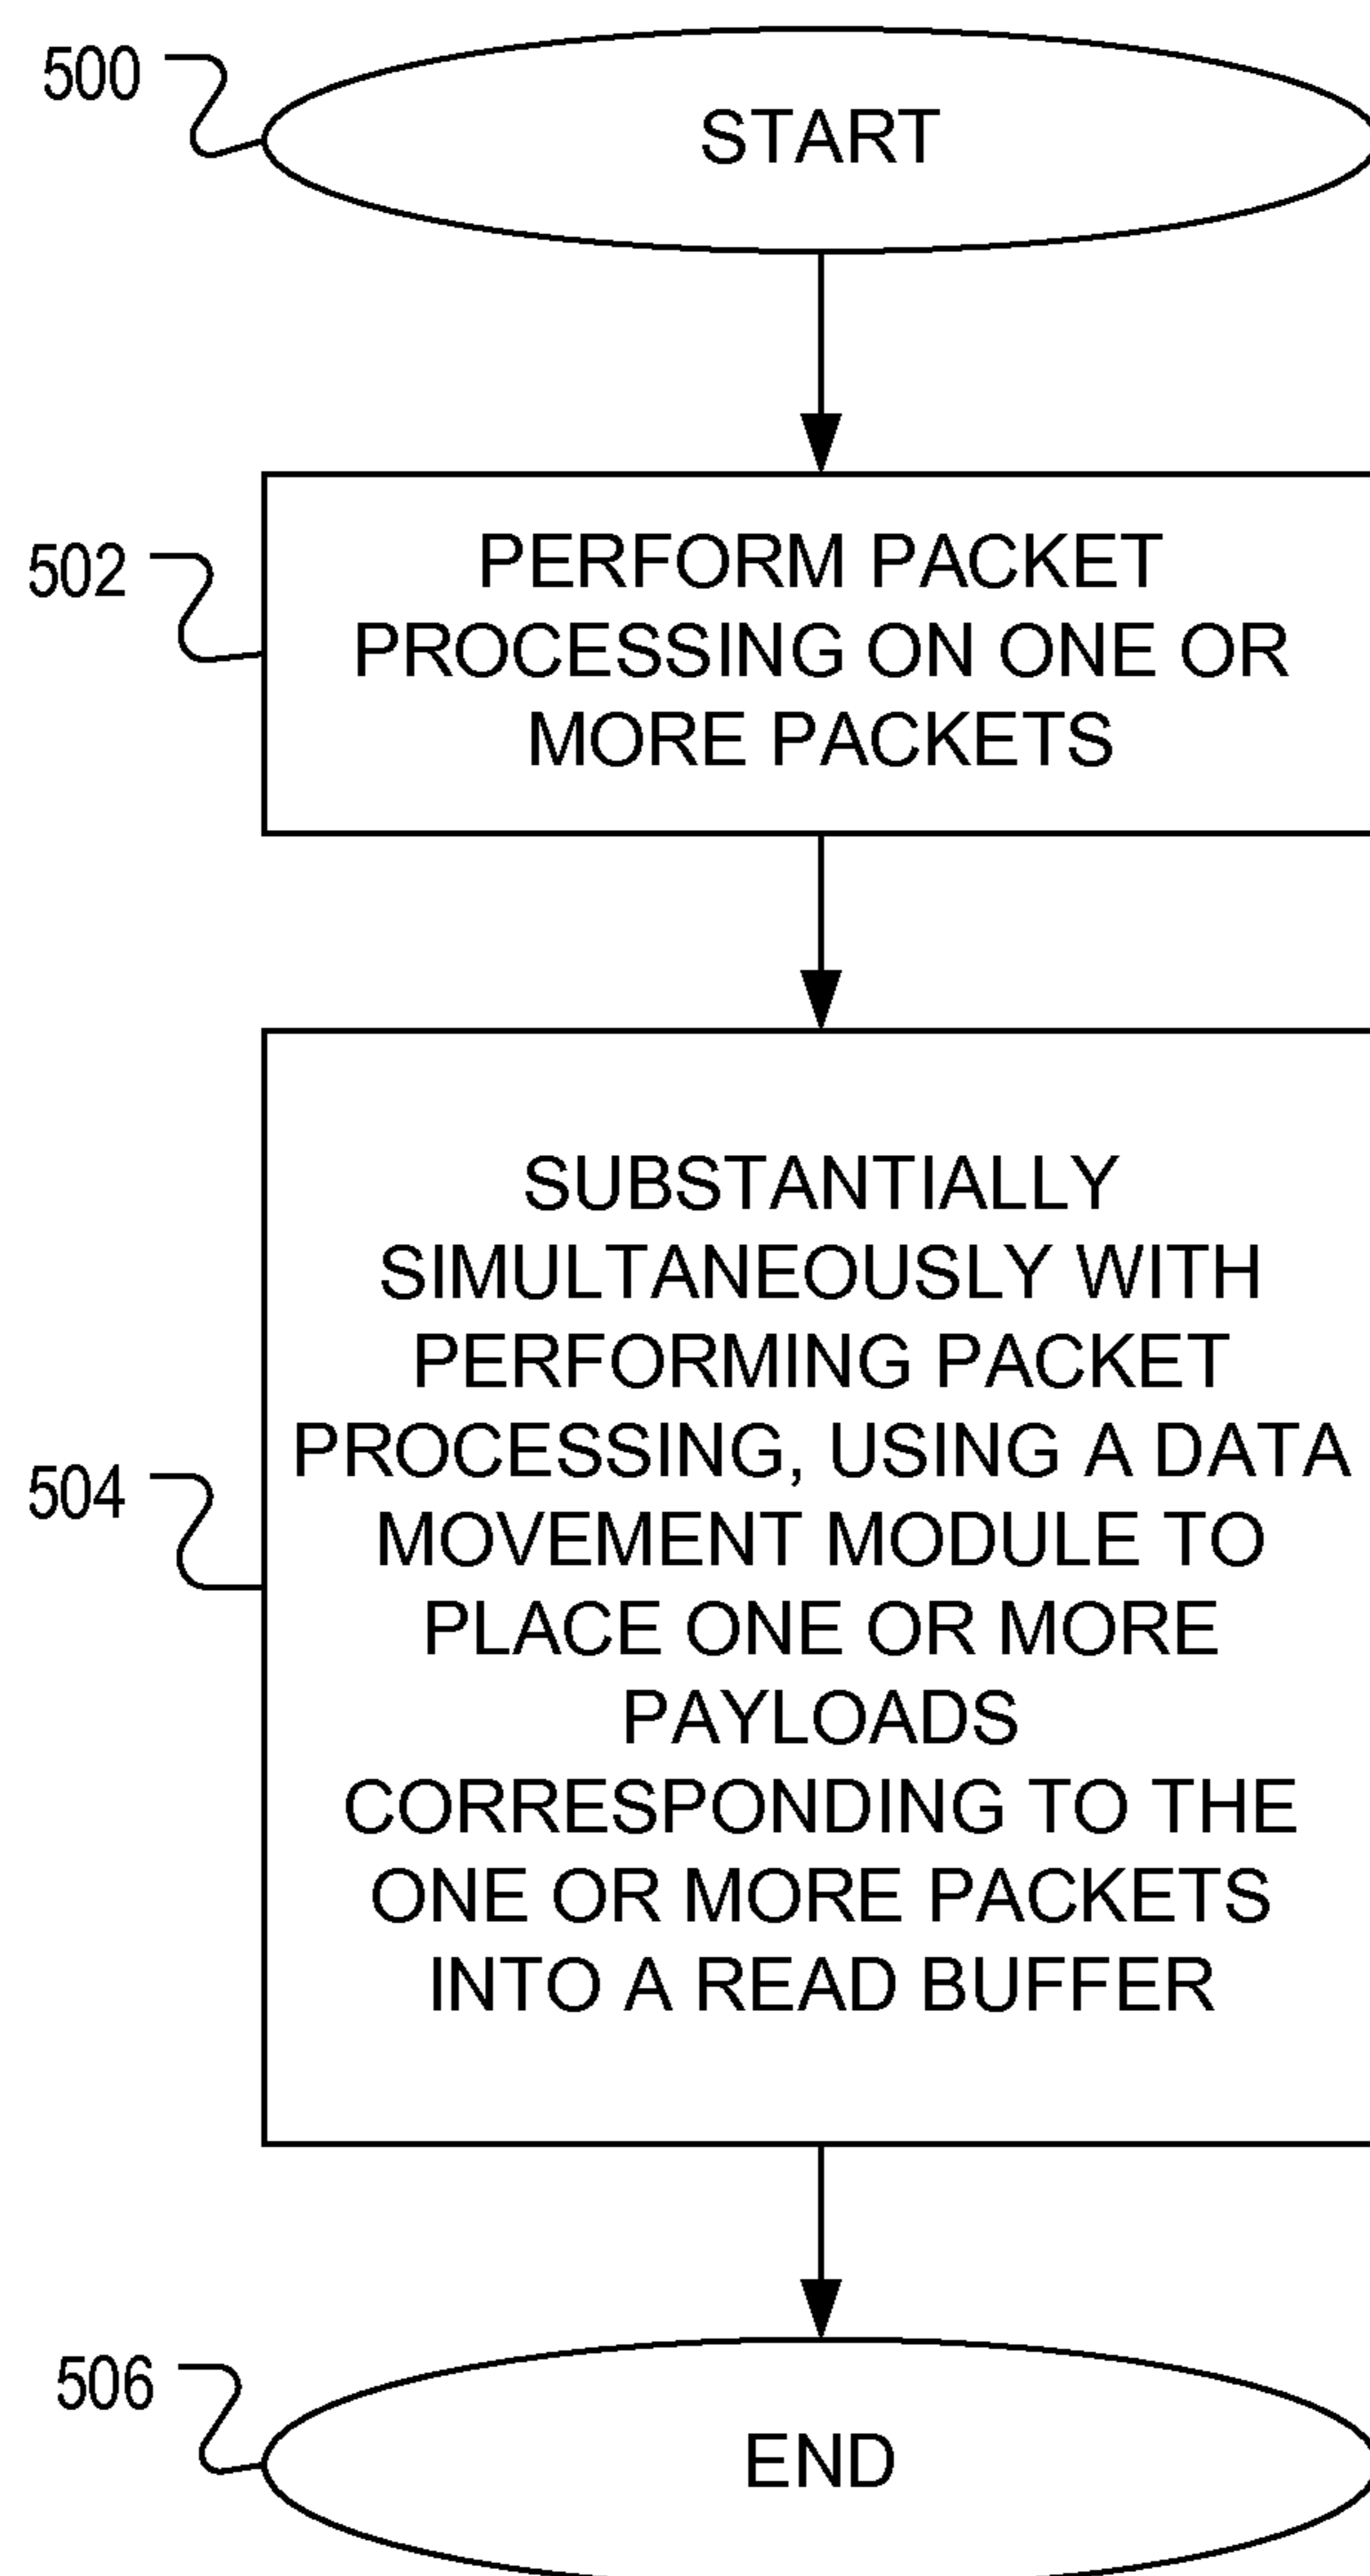 500
START
502
PERFORM PACKET
PROCESSING ON ONE OR
MORE PACKETS
504
SUBSTANTIALLY
SIMULTANEOUSLY WITH
PERFORMING PACKET
PROCESSING, USING A DATA
MOVEMENT MODULE TO
PLACE ONE OR MORE
PAYLOADS
CORRESPONDING TO THE
ONE OR MORE PACKETS
INTO A READ BUFFER
506
END